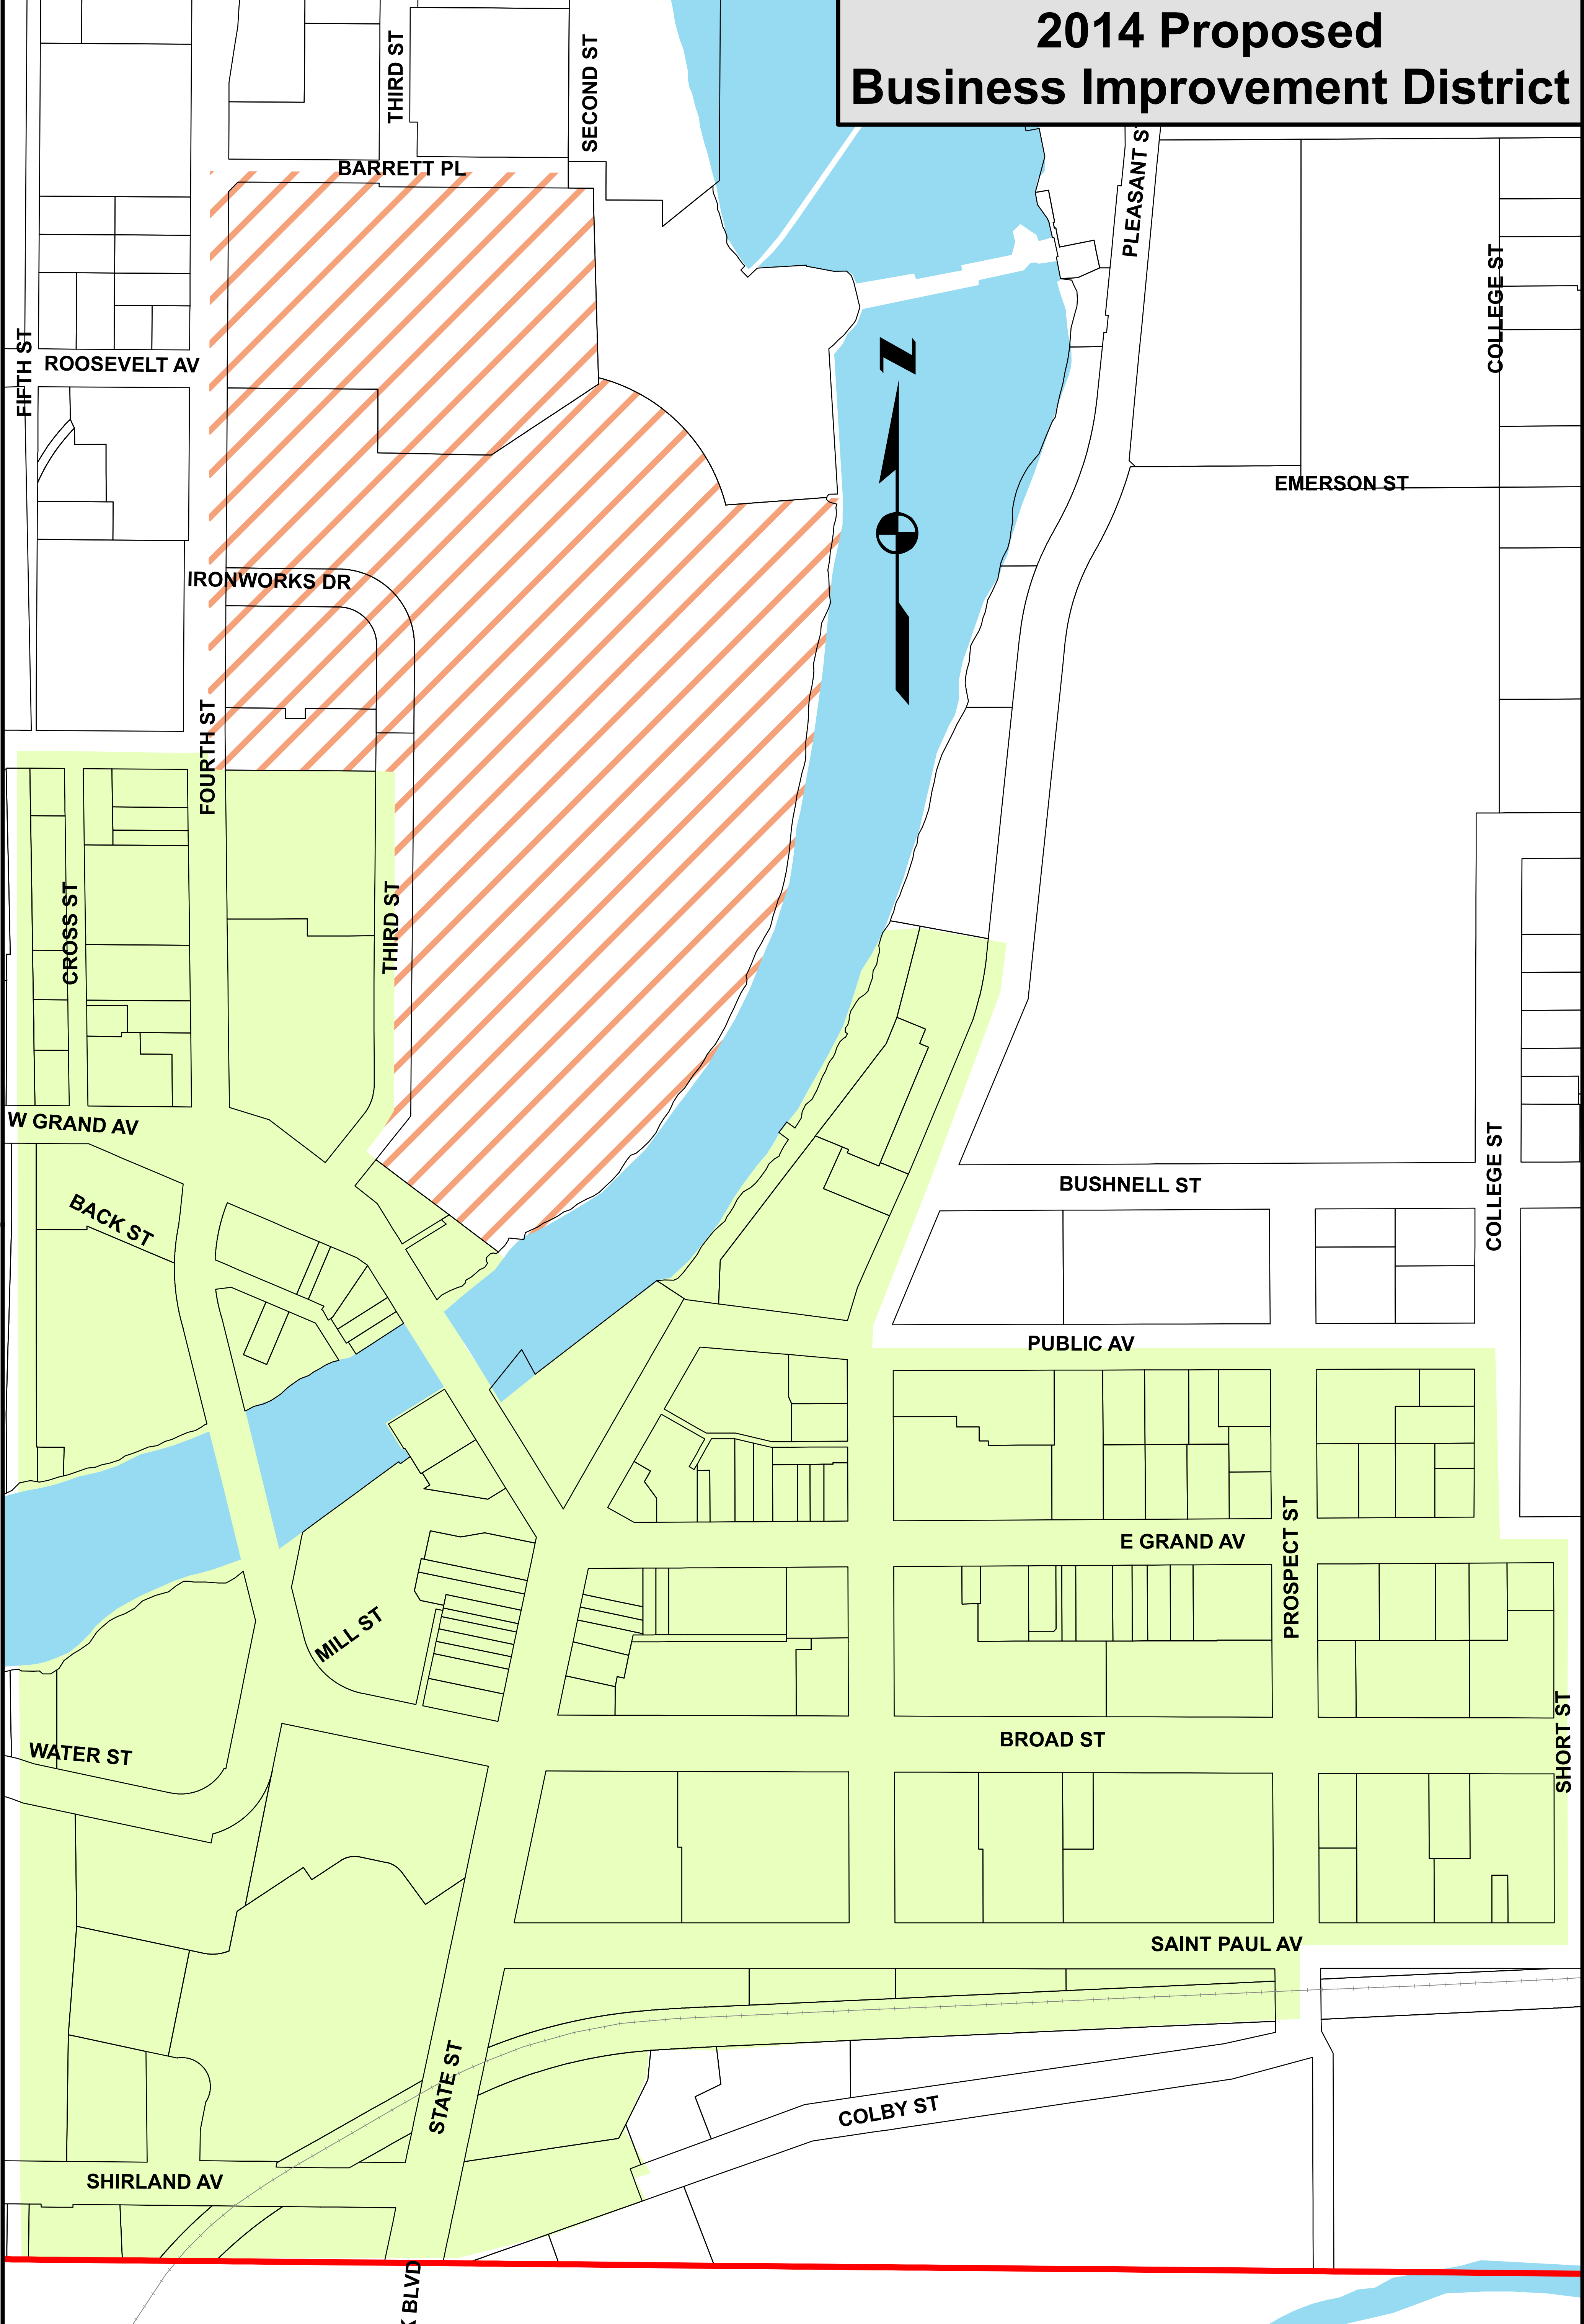 2014 Proposed
Business Improvement District
THIRD ST
SECOND ST
BARRETT PL
PLEASANT S
COLLEGE ST
FIFTH ST
ROOSEVELT AV
N
EMERSON ST
IRONWORKS DR
FOURTH ST
CROSS ST
THIRD ST
W GRAND AV
BACK ST
BUSHNELL ST
COLLEGE ST
PUBLIC AV
E GRAND AV
PROSPECT ST
MILL ST
BROAD ST
SHORT ST
WATER ST
SAINT PAUL AV
STATE ST
COLBY ST
SHIRLAND AV
BLVD